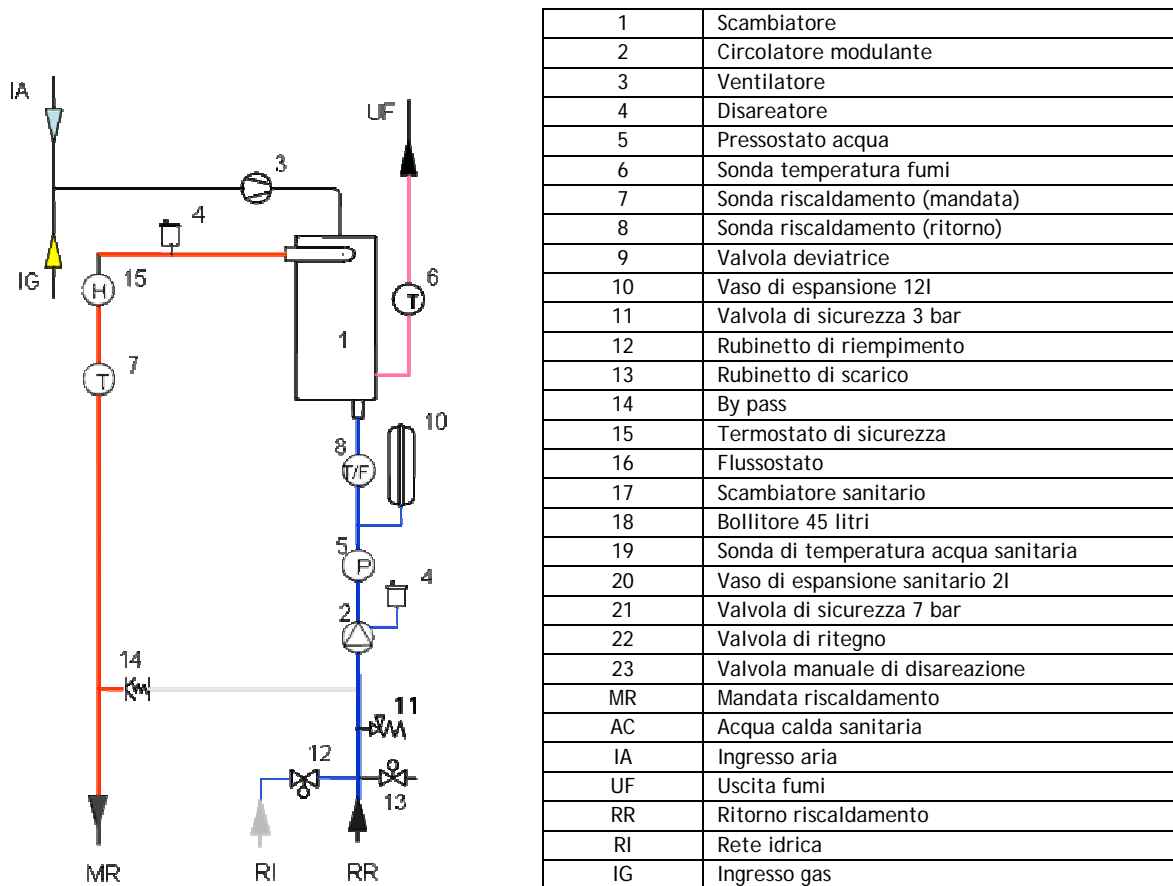 IA
UF
3
4
IG
15
H
6
T
1
7
T
10
8
T/F
5
P
4
2
14
11
12
13
MR
RI
RR
1 Scambiatore
2 Circolatore modulante
3 Ventilatore
4 Disareatore
5 Pressostato acqua
6 Sonda temperatura fumi
7 Sonda riscaldamento (mandata)
8 Sonda riscaldamento (ritorno)
9 Valvola deviatrice
10 Vaso di espansione 12l
11 Valvola di sicurezza 3 bar
12 Rubinetto di riempimento
13 Rubinetto di scarico
14 By pass
15 Termostato di sicurezza
16 Flussostato
17 Scambiatore sanitario
18 Bollitore 45 litri
19 Sonda di temperatura acqua sanitaria
20 Vaso di espansione sanitario 2l
21 Valvola di sicurezza 7 bar
22 Valvola di ritegno
23 Valvola manuale di disareazione
MR Mandata riscaldamento
AC Acqua calda sanitaria
IA Ingresso aria
UF Uscita fumi
RR Ritorno riscaldamento
RI Rete idrica
IG Ingresso gas